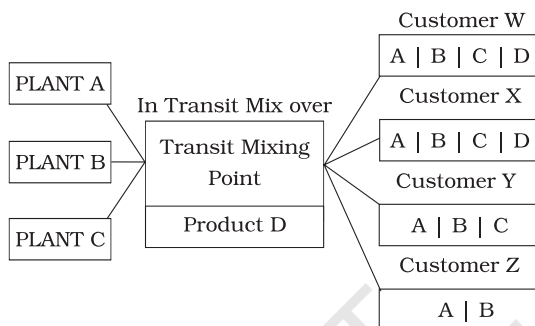 PLANT A
PLANT B
PLANT C
In Transit Mix over
Transit Mixing
Point
Product D
Customer W
A | B | C | D
Customer X
A | B | C | D
Customer Y
A | B | C
Customer Z
A | B